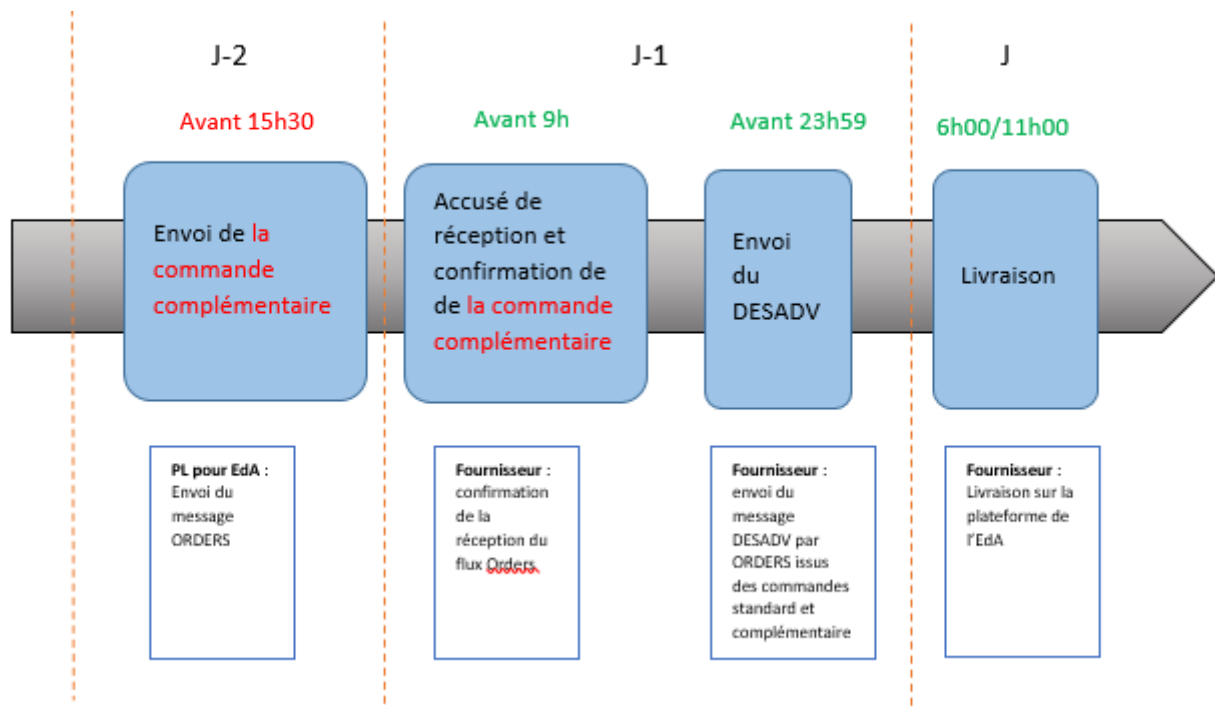 J-2
J-1
J
Avant 15h30
Avant 9h
Avant 23h59
6h00/11h00
Envoi de la
commande
complémentaire
Accusé de
réception et
confirmation de
de la commande
complémentaire
Envoi
du
DESADV
Livraison
PL pour EdA :
Envoi du
message
ORDERS
Fournisseur :
confirmation
de la
réception du
flux Orders
Fournisseur :
envoi du
message
DESADV par
ORDERS issus
des commandes
standard et
complémentaire
Fournisseur :
Livraison sur la
plateforme de
l'EdA